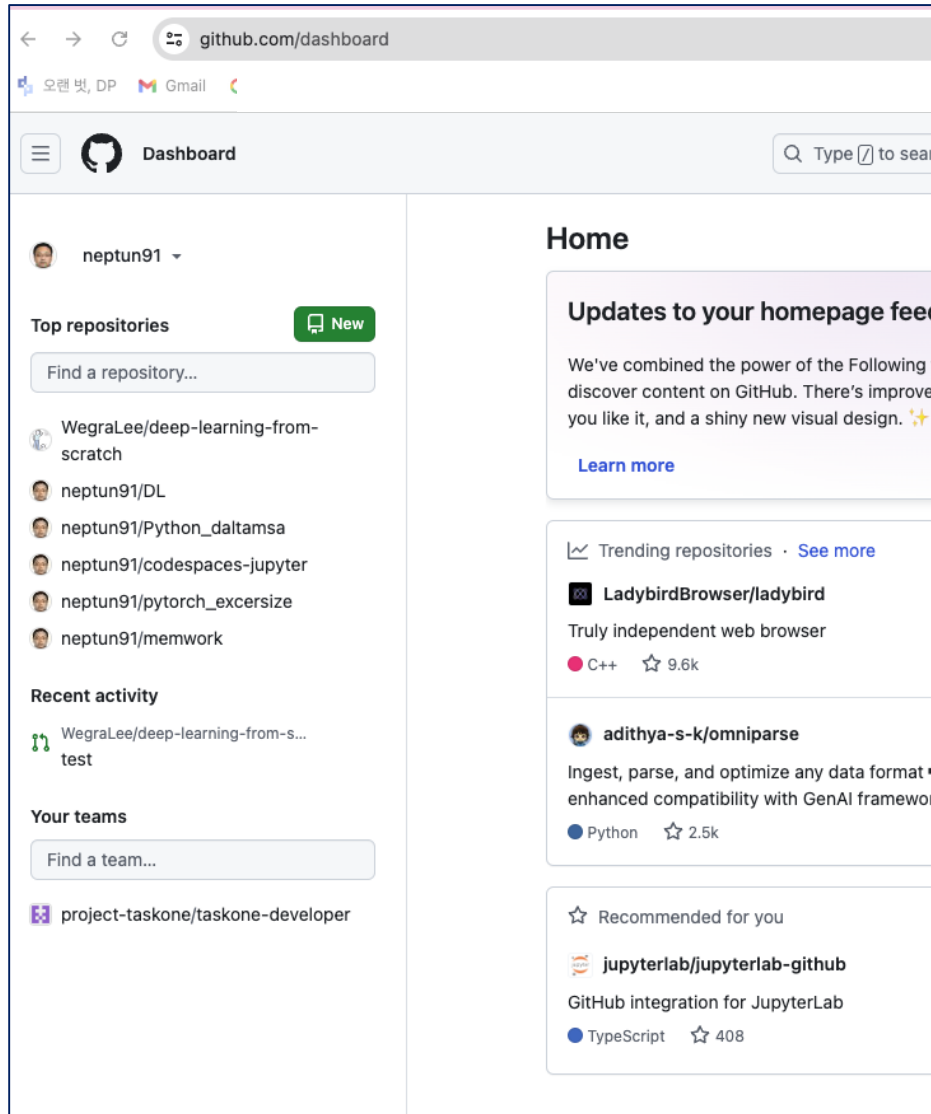 github.com/dashboard
오랜 벗, DP
Gmail
Dashboard
Type / to sear
neptun91
Top repositories
New
Find a repository...
WegraLee/deep-learning-from-
scratch
neptun91/DL
neptun91/Python_daltamsa
neptun91/codespaces-jupyter
neptun91/pytorch_excersize
neptun91/memwork
Recent activity
WegraLee/deep-learning-from-s...
test
Your teams
Find a team...
project-taskone/taskone-developer
Home
Updates to your homepage feed
We've combined the power of the Following
discover content on GitHub. There's improve
you like it, and a shiny new visual design. ✨
Learn more
Trending repositories · See more
LadybirdBrowser/ladybird
Truly independent web browser
C++ 9.6k
adithya-s-k/omniparse
Ingest, parse, and optimize any data format
enhanced compatibility with GenAI framewor
Python 2.5k
Recommended for you
jupyterlab/jupyterlab-github
GitHub integration for JupyterLab
TypeScript 408